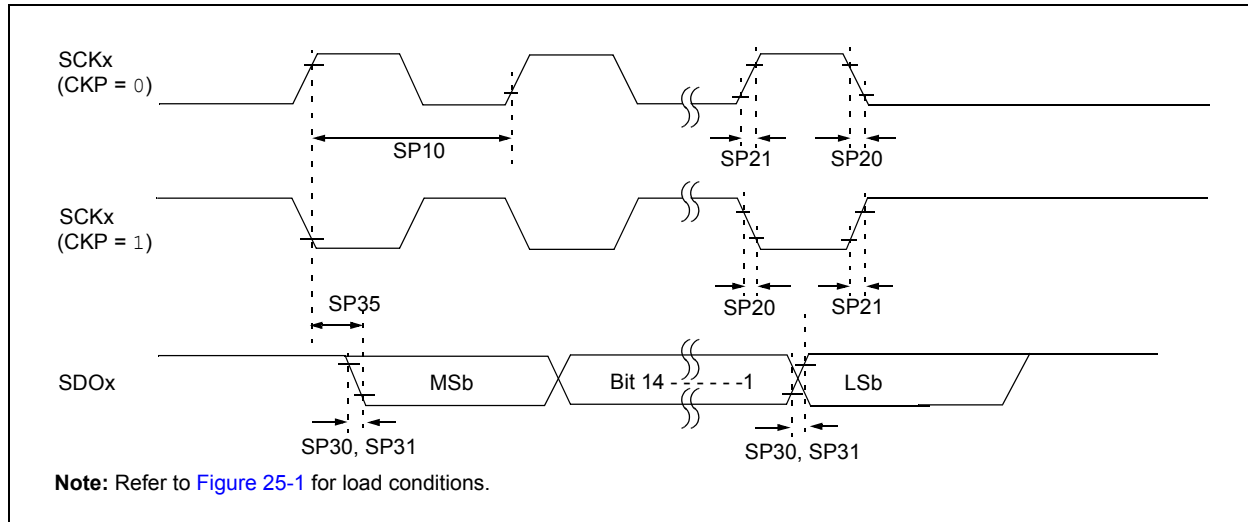 SCKx
(CKP = 0)
SP10
SP21
SP20
SCKx
(CKP = 1)
SP35
SP20
SP21
SDOx
MSb
Bit 14 - - - - - -1
LSb
SP30, SP31
SP30, SP31
Note: Refer to Figure 25-1 for load conditions.